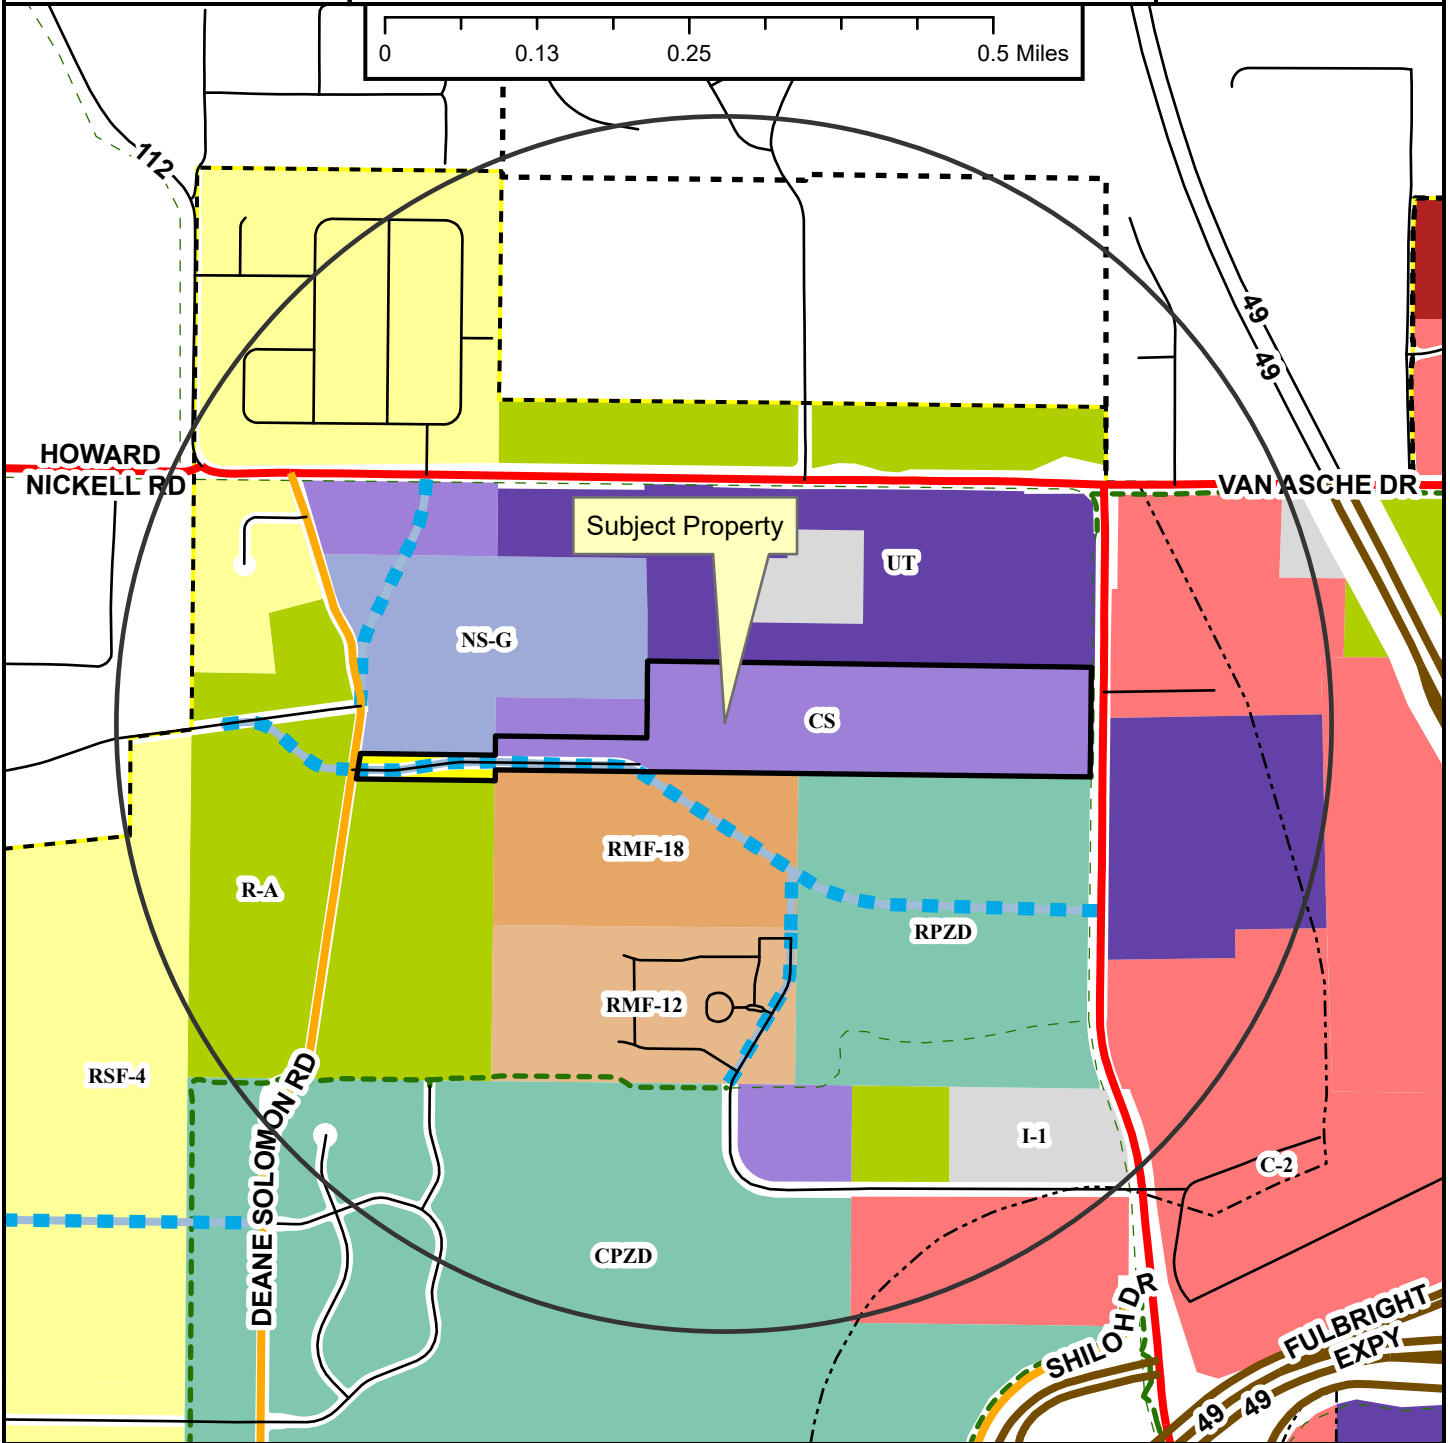 0 0.13 0.25 0.5 Miles
112
49
49
HOWARD
NICKELL RD
VAN ASCHE DR
Subject Property
UT
NS-G
CS
RMF-18
R-A
RPZD
RMF-12
RSF-4
I-1
C-2
DEANE SOLOMON RD
CPZD
SHILOH DR
FULBRIGHT
EXPY
49
49